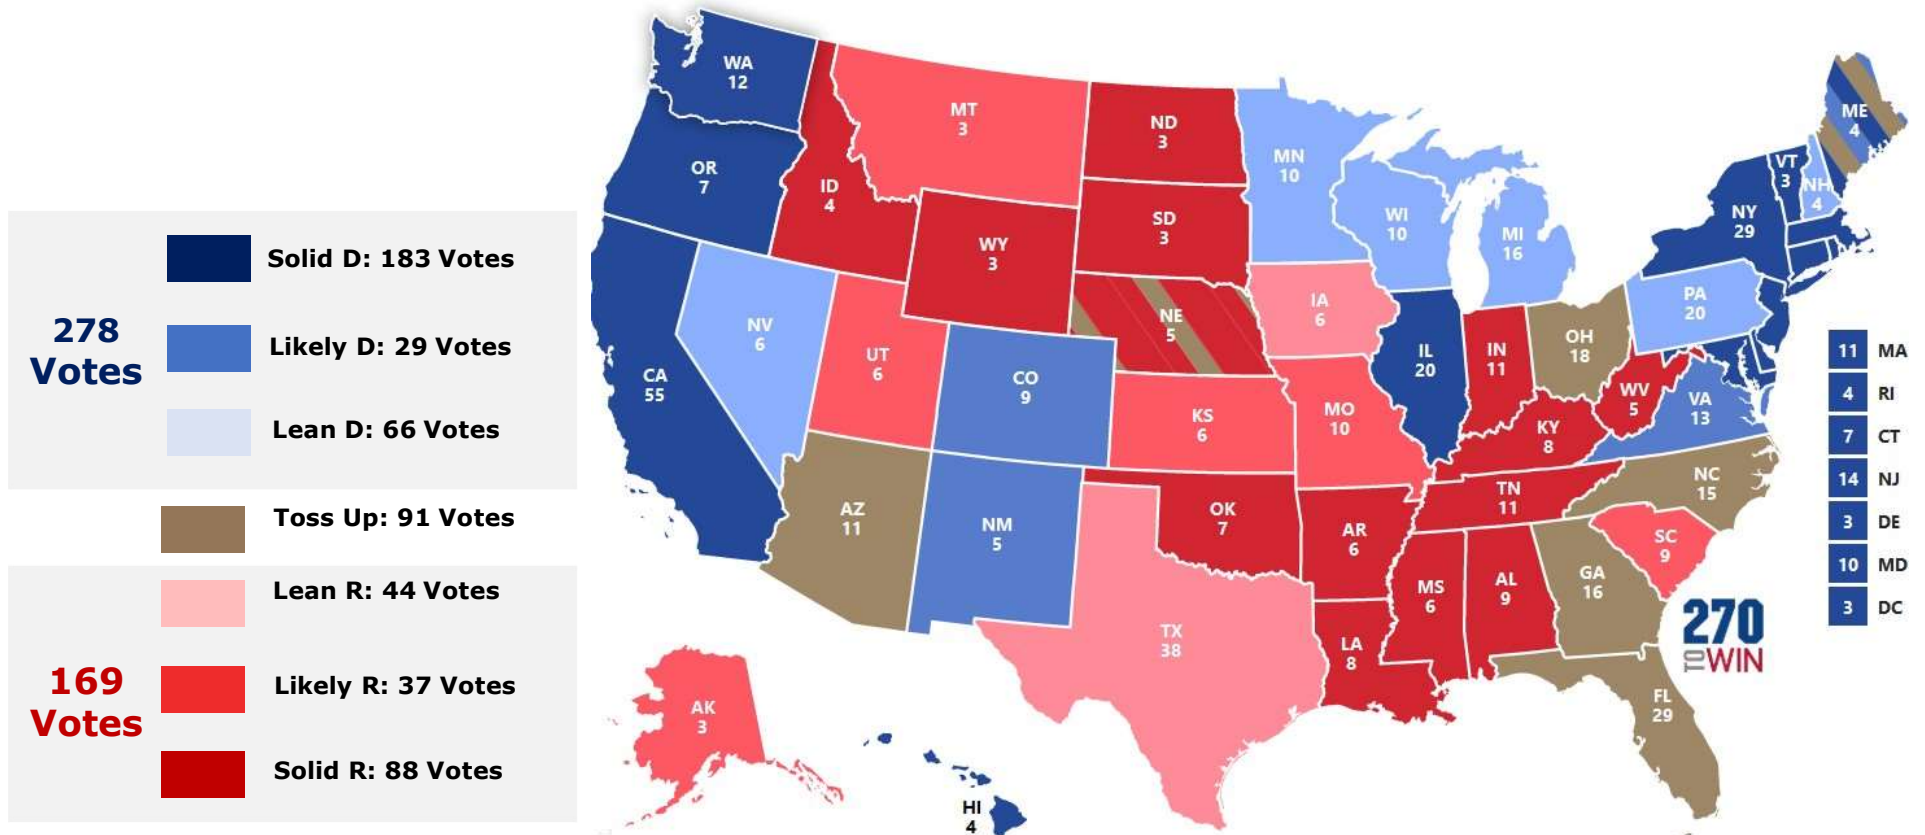 278
Votes
Solid D: 183 Votes
Likely D: 29 Votes
Lean D: 66 Votes
Toss Up: 91 Votes
169
Votes
Lean R: 44 Votes
Likely R: 37 Votes
Solid R: 88 Votes
WA
12
OR
7
CA
55
NV
6
ID
4
MT
3
WY
3
UT
6
AZ
11
CO
9
NM
5
ND
3
SD
3
NE
5
KS
6
OK
7
TX
38
MN
10
IA
6
MO
10
AR
6
LA
8
WI
10
IL
20
MI
16
IN
11
OH
18
KY
8
TN
11
MS
6
AL
9
GA
16
FL
29
SC
9
NC
15
VA
13
WV
5
PA
20
NY
29
VT
3
NH
4
ME
4
AK
3
HI
4
11 MA
4 RI
7 CT
14 NJ
3 DE
10 MD
3 DC
270
TO WIN